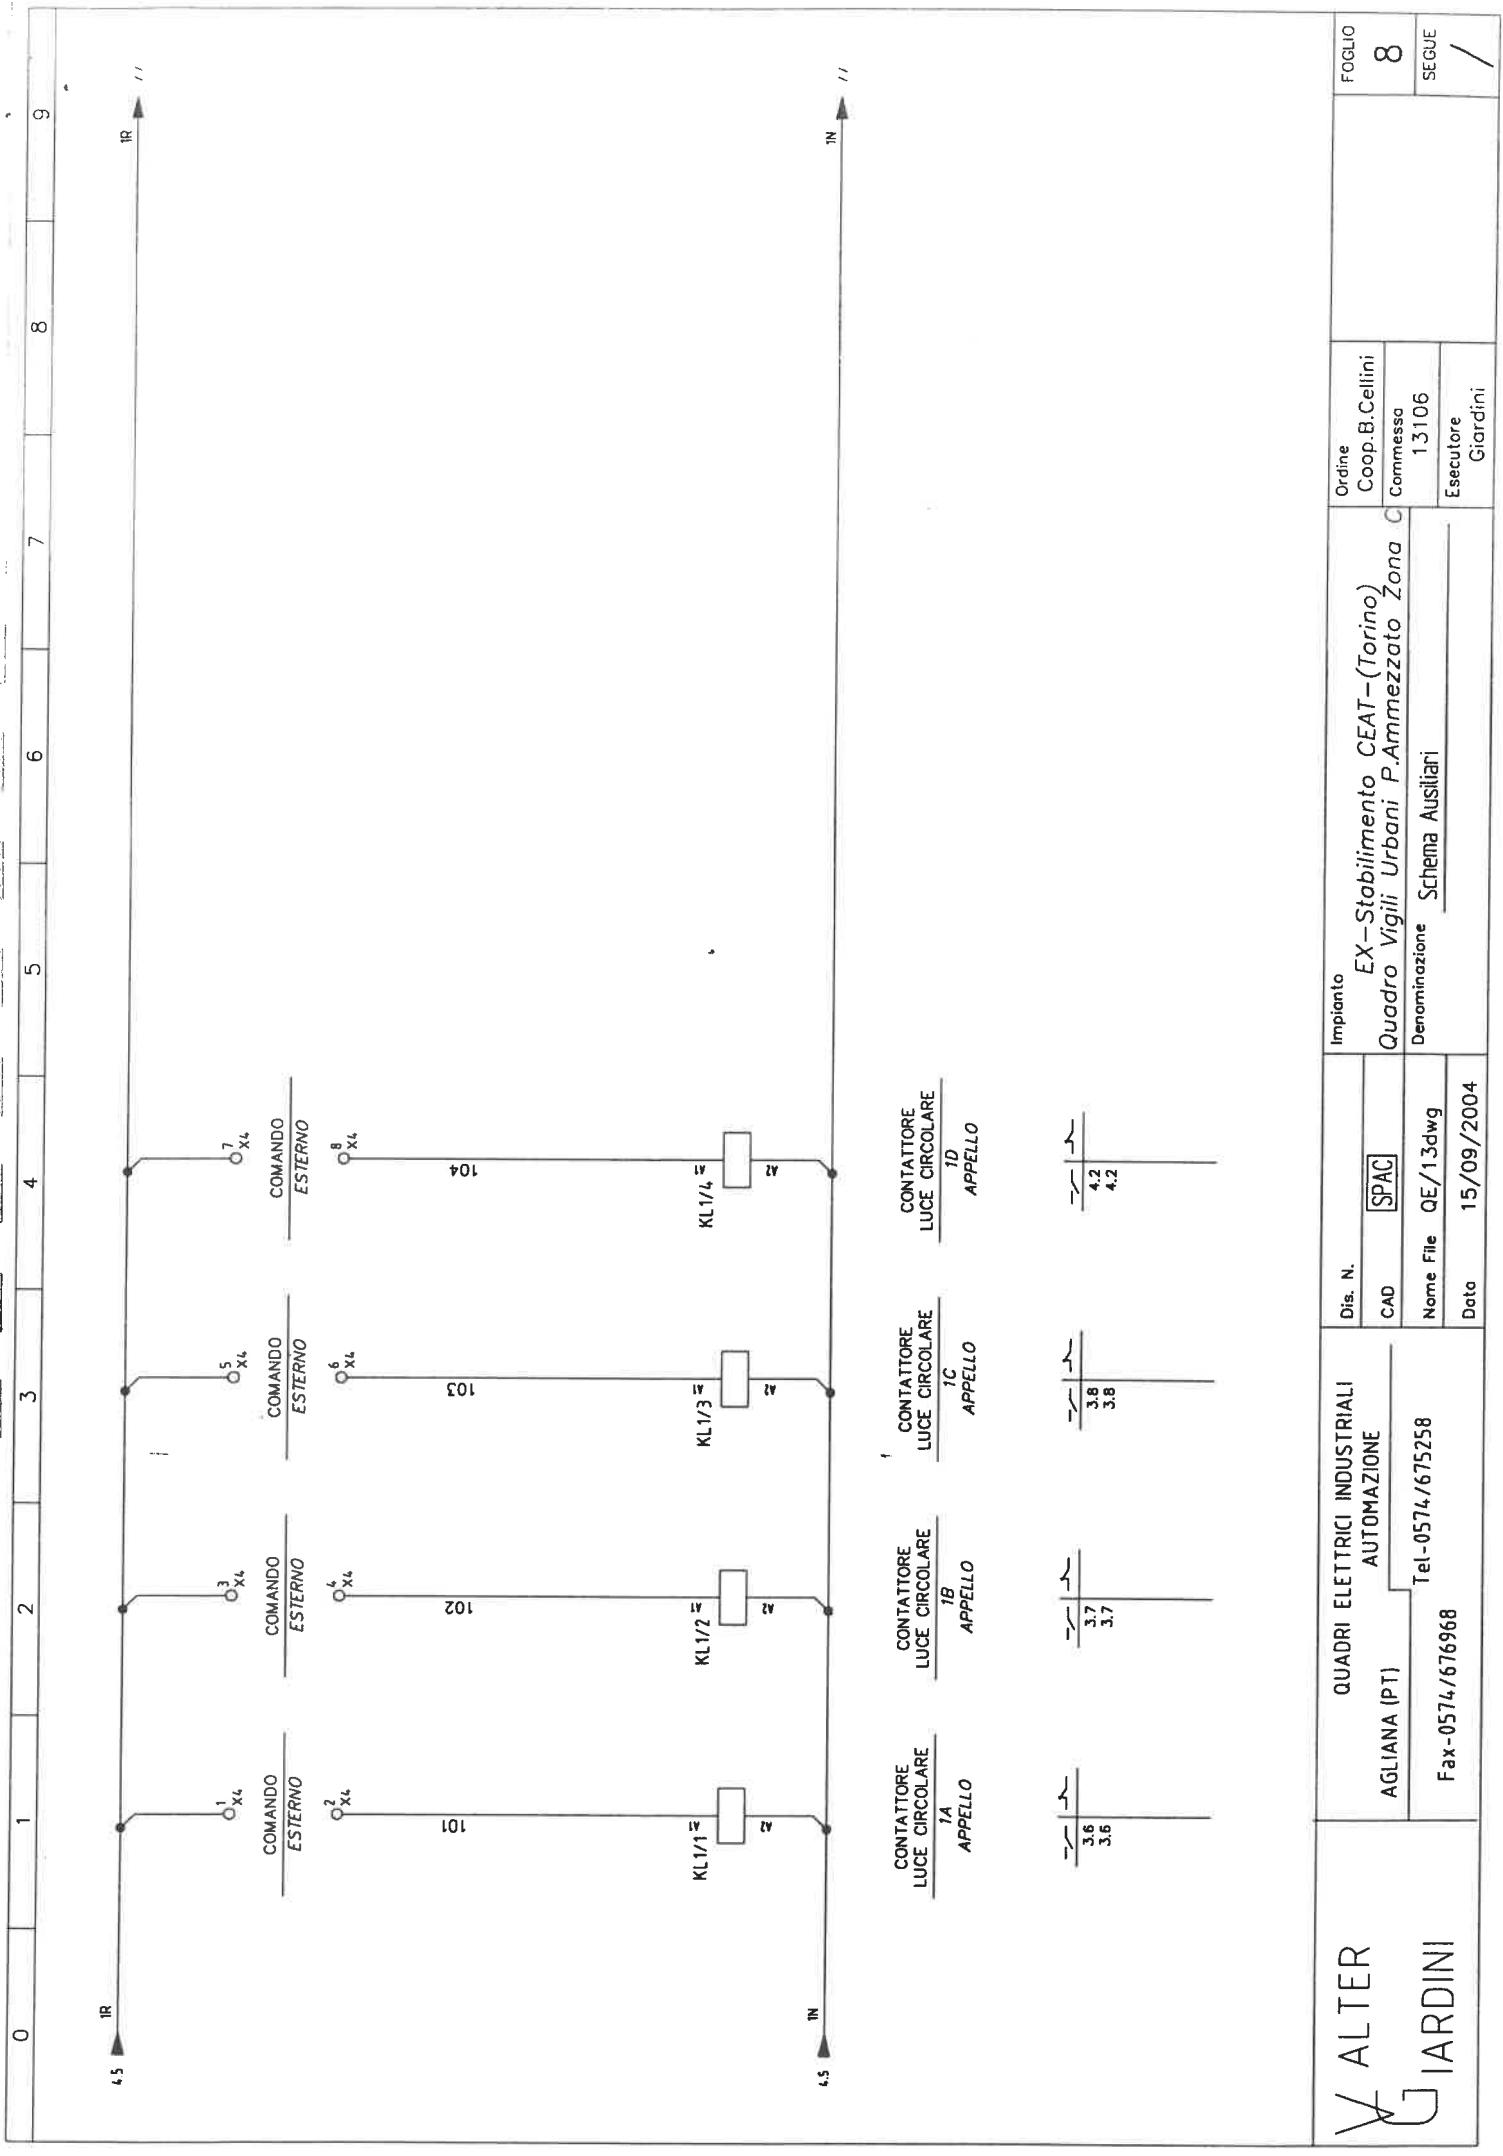 0 1 2 3 4 5 6 7 8 9
4.5 1R 1R //
1 X4
3 X4
5 X4
7 X4
COMANDO
ESTERNO
COMANDO
ESTERNO
COMANDO
ESTERNO
COMANDO
ESTERNO
2 X4
4 X4
6 X4
8 X4
101
102
103
104
KL1/1 A1 A2
KL1/2 A1 A2
KL1/3 A1 A2
KL1/4 A1 A2
4.5 1N 1N //
CONTATTORE
LUCE CIRCOLARE
1A
APPELLO
CONTATTORE
LUCE CIRCOLARE
1B
APPELLO
CONTATTORE
LUCE CIRCOLARE
1C
APPELLO
CONTATTORE
LUCE CIRCOLARE
1D
APPELLO
3.6
3.6
3.7
3.7
3.8
3.8
4.2
4.2
VALTER
GIARDINI
QUADRI ELETTRICI INDUSTRIALI
AUTOMAZIONE
AGLIANA (PT)
Tel-0574/675258
Fax-0574/676968
Dis. N.
CAD SPAC
Nome File QE/13dwg
Data 15/09/2004
Impianto
EX-Stabilimento CEAT-(Torino)
Quadro Vigili Urbani P.Ammezzato Zona C
Denominazione Schema Ausiliari
Ordine
Coop.B.Cellini
Commessa
13106
Esecutore
Giardini
FOGLIO
8
SEGUE
/